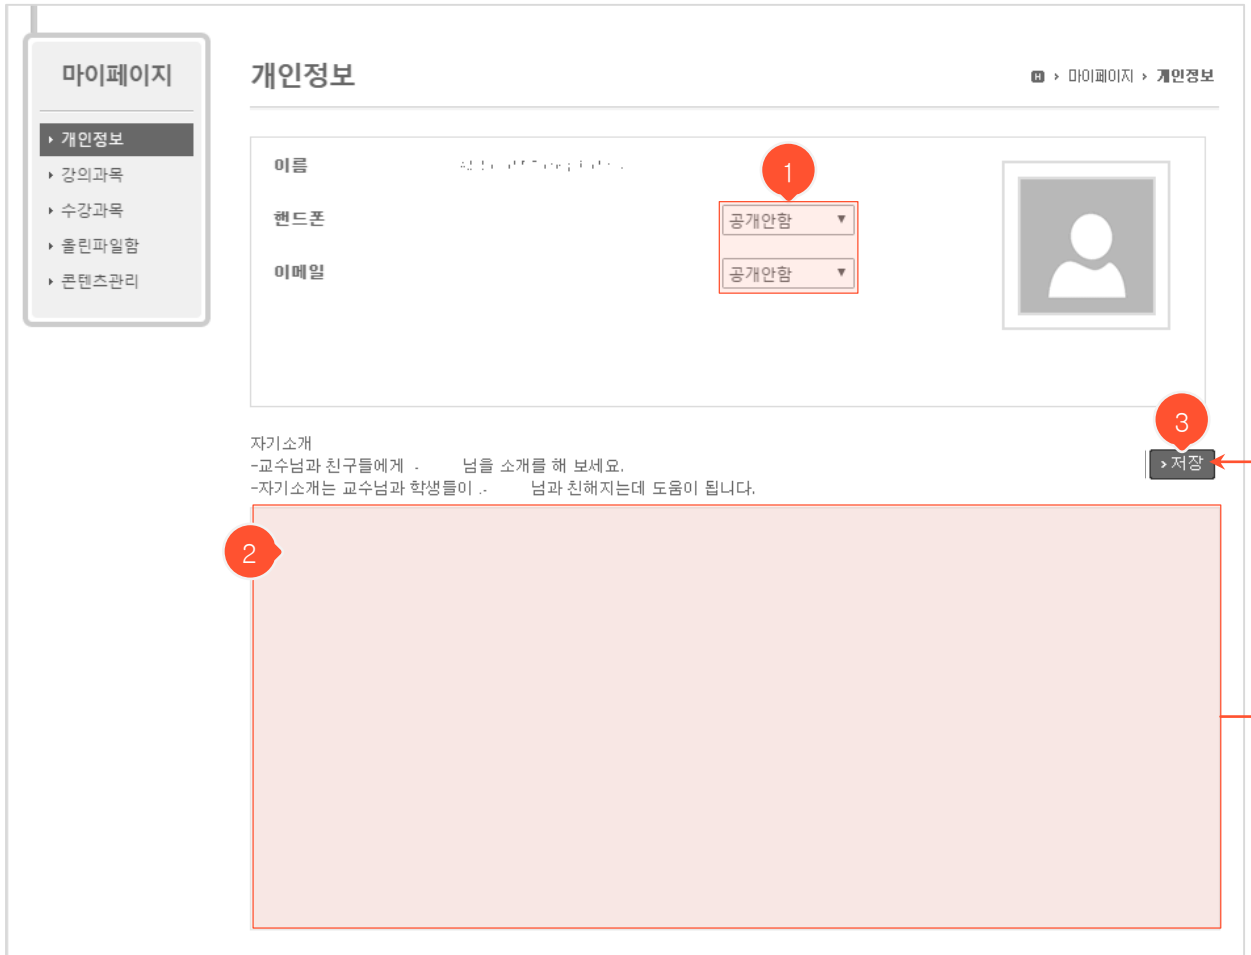 마이페이지
개인정보
강의과목
수강과목
올린파일함
콘텐츠관리
개인정보
H › 마이페이지 › 개인정보
이름
1
핸드폰
공개안함
이메일
공개안함
3
자기소개
-교수님과 친구들에게 님을 소개를 해 보세요.
›저장
-자기소개는 교수님과 학생들이 님과 친해지는데 도움이 됩니다.
2